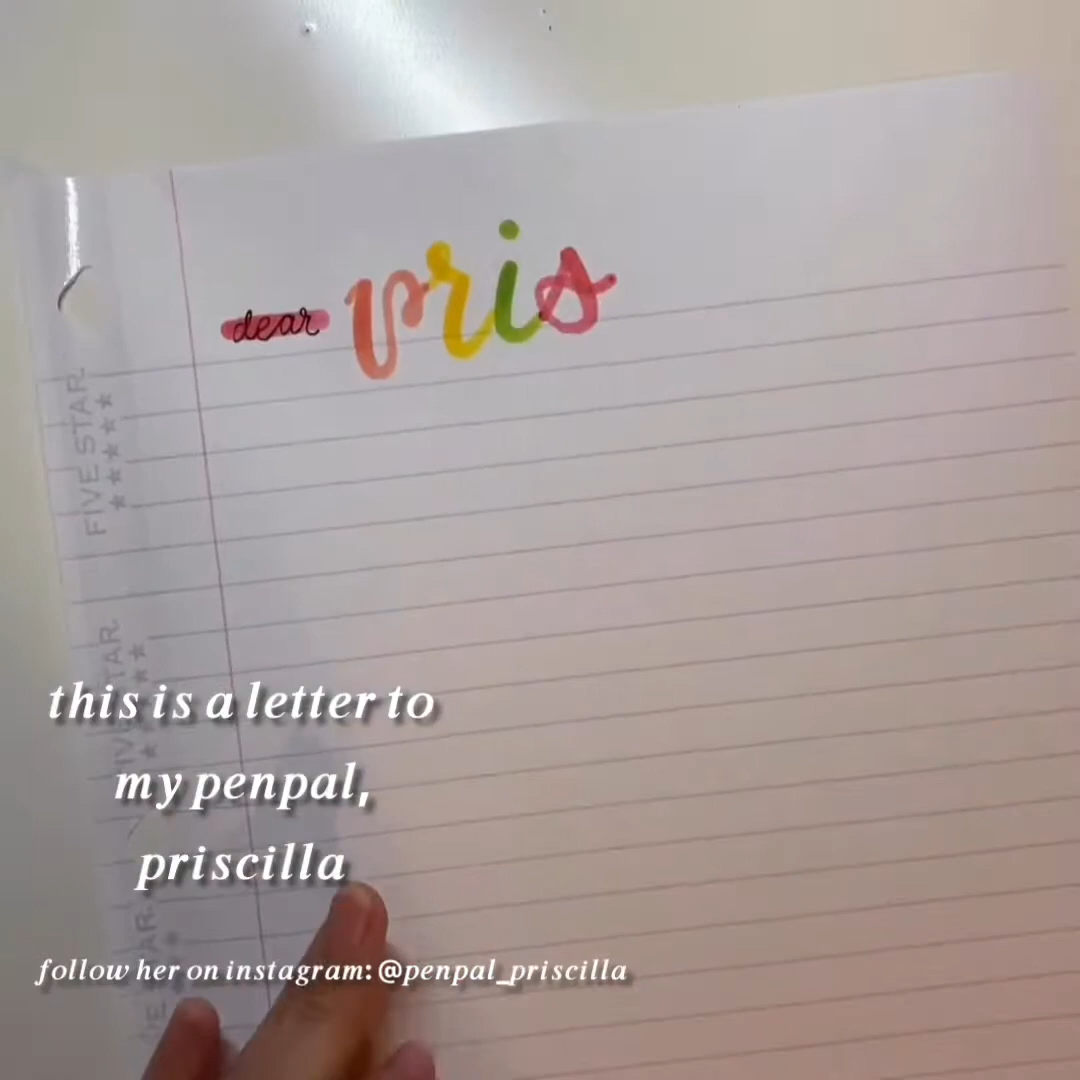 dear pris
FIVE STAR
FIVE STAR
this is a letter to
my penpal,
priscilla
follow her on instagram: @penpal_priscilla